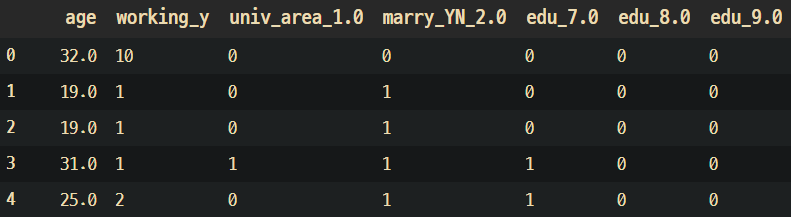 age working_y univ_area_1.0 marry_YN_2.0 edu_7.0 edu_8.0 edu_9.0
0 32.0 10 0 0 0 0 0
1 19.0 1 0 1 0 0 0
2 19.0 1 0 1 0 0 0
3 31.0 1 1 1 1 0 0
4 25.0 2 0 1 1 0 0